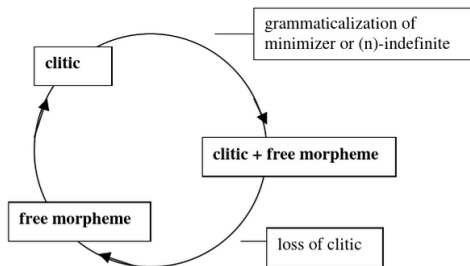 grammaticalization of
minimizer or (n)-indefinite
clitic
clitic + free morpheme
free morpheme
loss of clitic